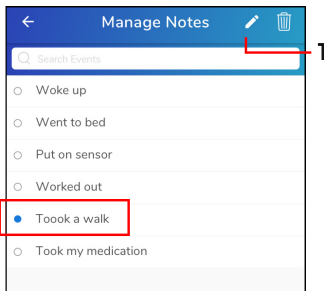 Manage Notes
1
Search Events
Woke up
Went to bed
Put on sensor
Worked out
Toook a walk
Took my medication